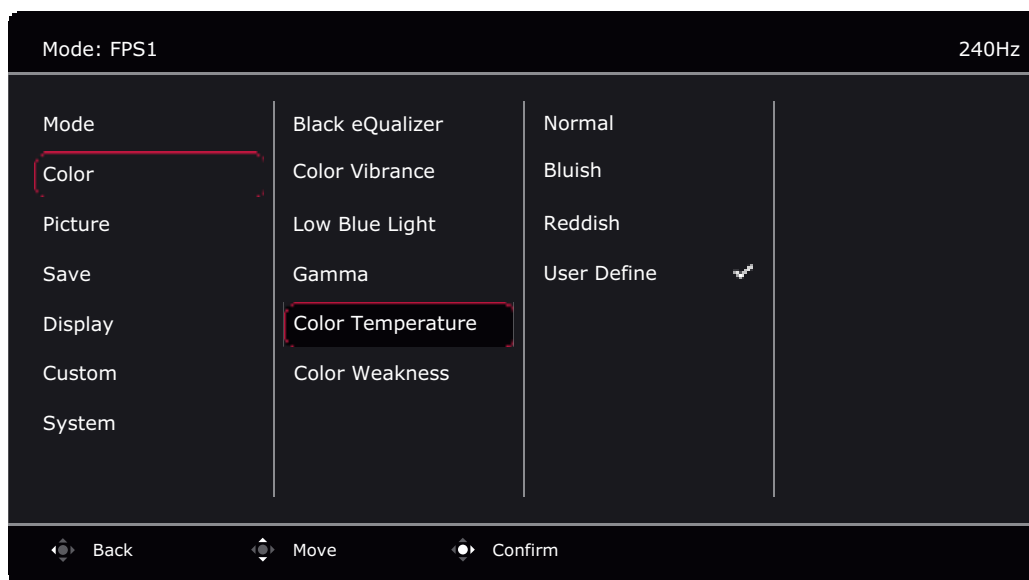 Mode: FPS1
240Hz
Mode
Color
Picture
Save
Display
Custom
System
Black eQualizer
Color Vibrance
Low Blue Light
Gamma
Color Temperature
Color Weakness
Normal
Bluish
Reddish
User Define
Back
Move
Confirm